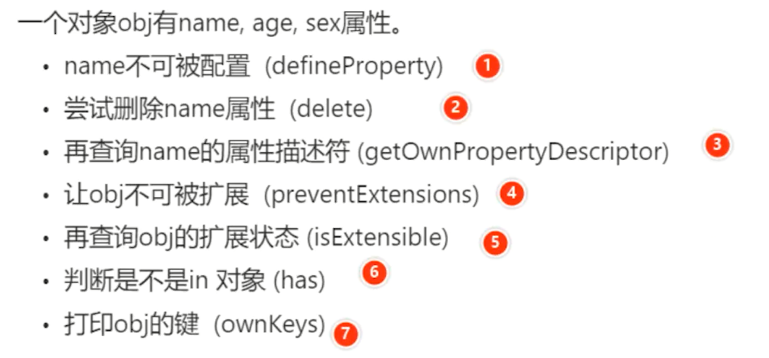 一个对象obj有name, age, sex属性。
• name不可被配置 (defineProperty) 1
• 尝试删除name属性 (delete) 2
• 再查询name的属性描述符 (getOwnPropertyDescriptor) 3
• 让obj不可被扩展 (preventExtensions) 4
• 再查询obj的扩展状态 (isExtensible) 5
• 判断是不是in 对象 (has) 6
• 打印obj的键 (ownKeys) 7